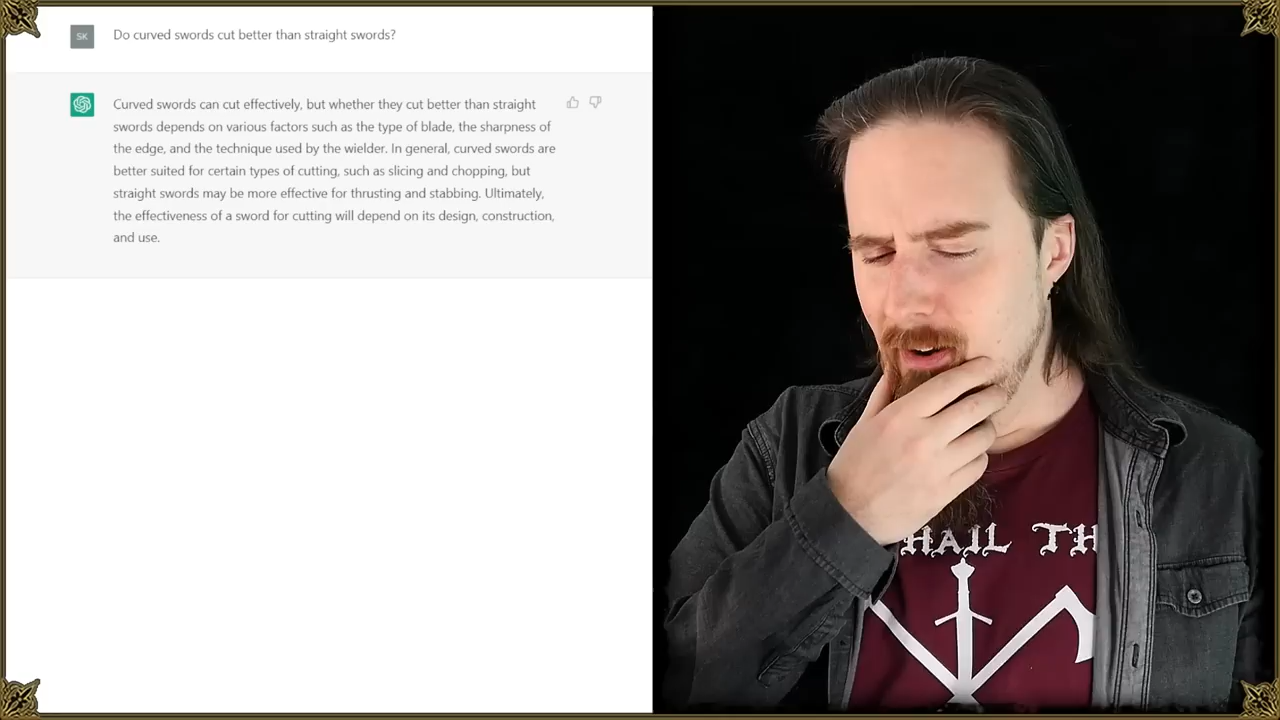 SK
Do curved swords cut better than straight swords?
Curved swords can cut effectively, but whether they cut better than straight
swords depends on various factors such as the type of blade, the sharpness of
the edge, and the technique used by the wielder. In general, curved swords are
better suited for certain types of cutting, such as slicing and chopping, but
straight swords may be more effective for thrusting and stabbing. Ultimately,
the effectiveness of a sword for cutting will depend on its design, construction,
and use.
HAIL TH